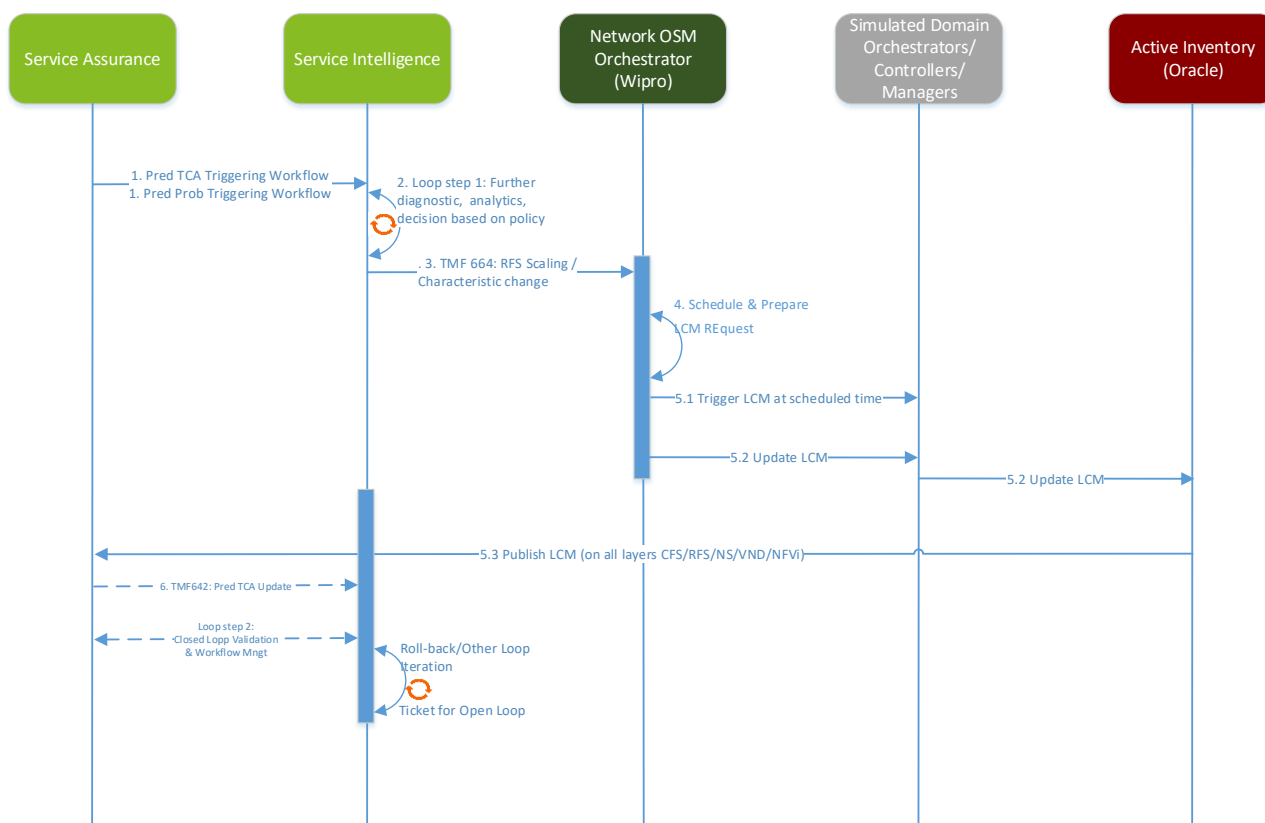 Service Assurance
Service Intelligence
Network OSM
Orchestrator
(Wipro)
Simulated Domain
Orchestrators/
Controllers/
Managers
Active Inventory
(Oracle)
1. Pred TCA Triggering Workflow
1. Pred Prob Triggering Workflow
2. Loop step 1: Further
diagnostic, analytics,
decision based on policy
. 3. TMF 664: RFS Scaling /
Characteristic change
4. Schedule & Prepare
LCM REquest
5.1 Trigger LCM at scheduled time
5.2 Update LCM
5.2 Update LCM
5.3 Publish LCM (on all layers CFS/RFS/NS/VND/NFVi)
6. TMF642: Pred TCA Update
Loop step 2:
Closed Lopp Validation
& Workflow Mngt
Roll-back/Other Loop
Iteration
Ticket for Open Loop